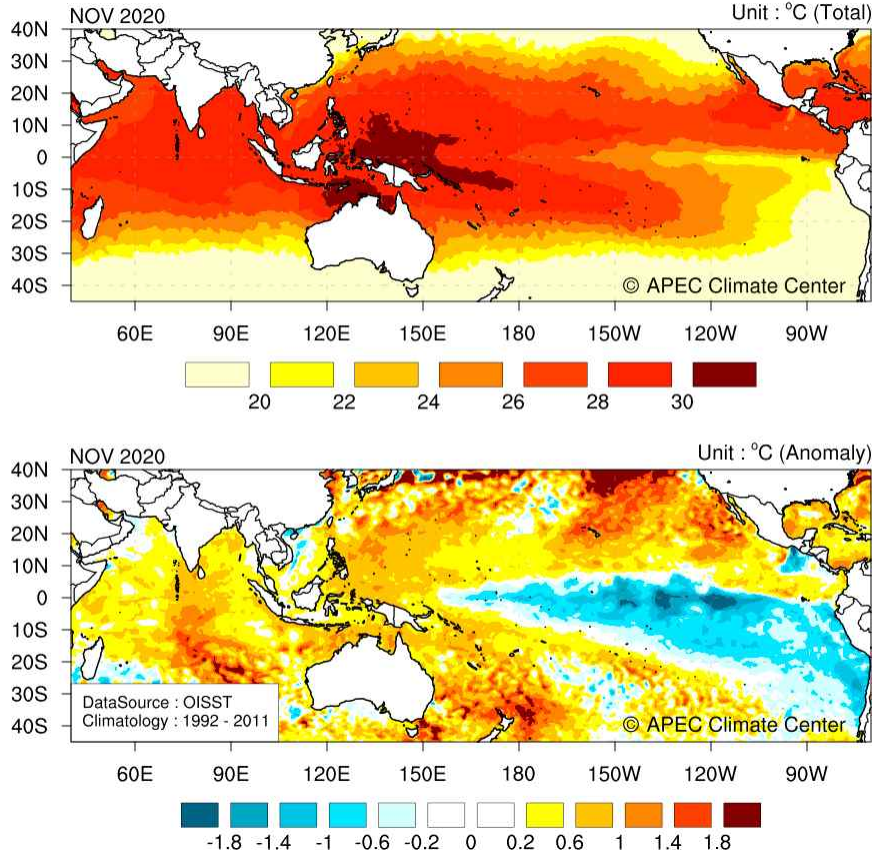 NOV 2020
Unit : °C (Total)
40N
30N
20N
10N
0
10S
20S
30S
40S
© APEC Climate Center
60E 90E 120E 150E 180 150W 120W 90W
20 22 24 26 28 30
NOV 2020
Unit : °C (Anomaly)
40N
30N
20N
10N
0
10S
20S
30S
40S
DataSource : OISST
Climatology : 1992 - 2011
© APEC Climate Center
60E 90E 120E 150E 180 150W 120W 90W
-1.8 -1.4 -1 -0.6 -0.2 0 0.2 0.6 1 1.4 1.8